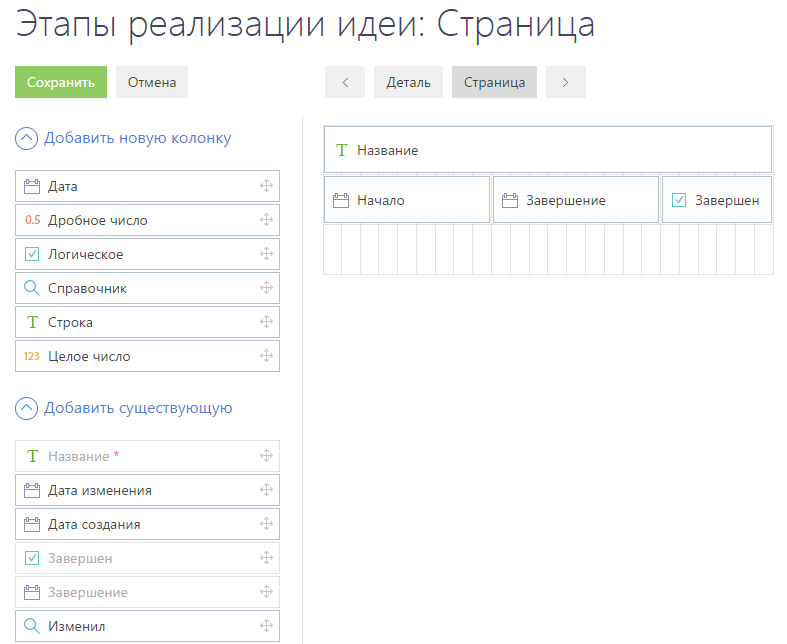 Этапы реализации идеи: Страница
Сохранить Отмена Деталь Страница
Добавить новую колонку
Дата
0.5 Дробное число
Логическое
Справочник
T Строка
123 Целое число
Добавить существующую
T Название *
Дата изменения
Дата создания
Завершен
Завершение
Изменил
T Название
Начало Завершение Завершен